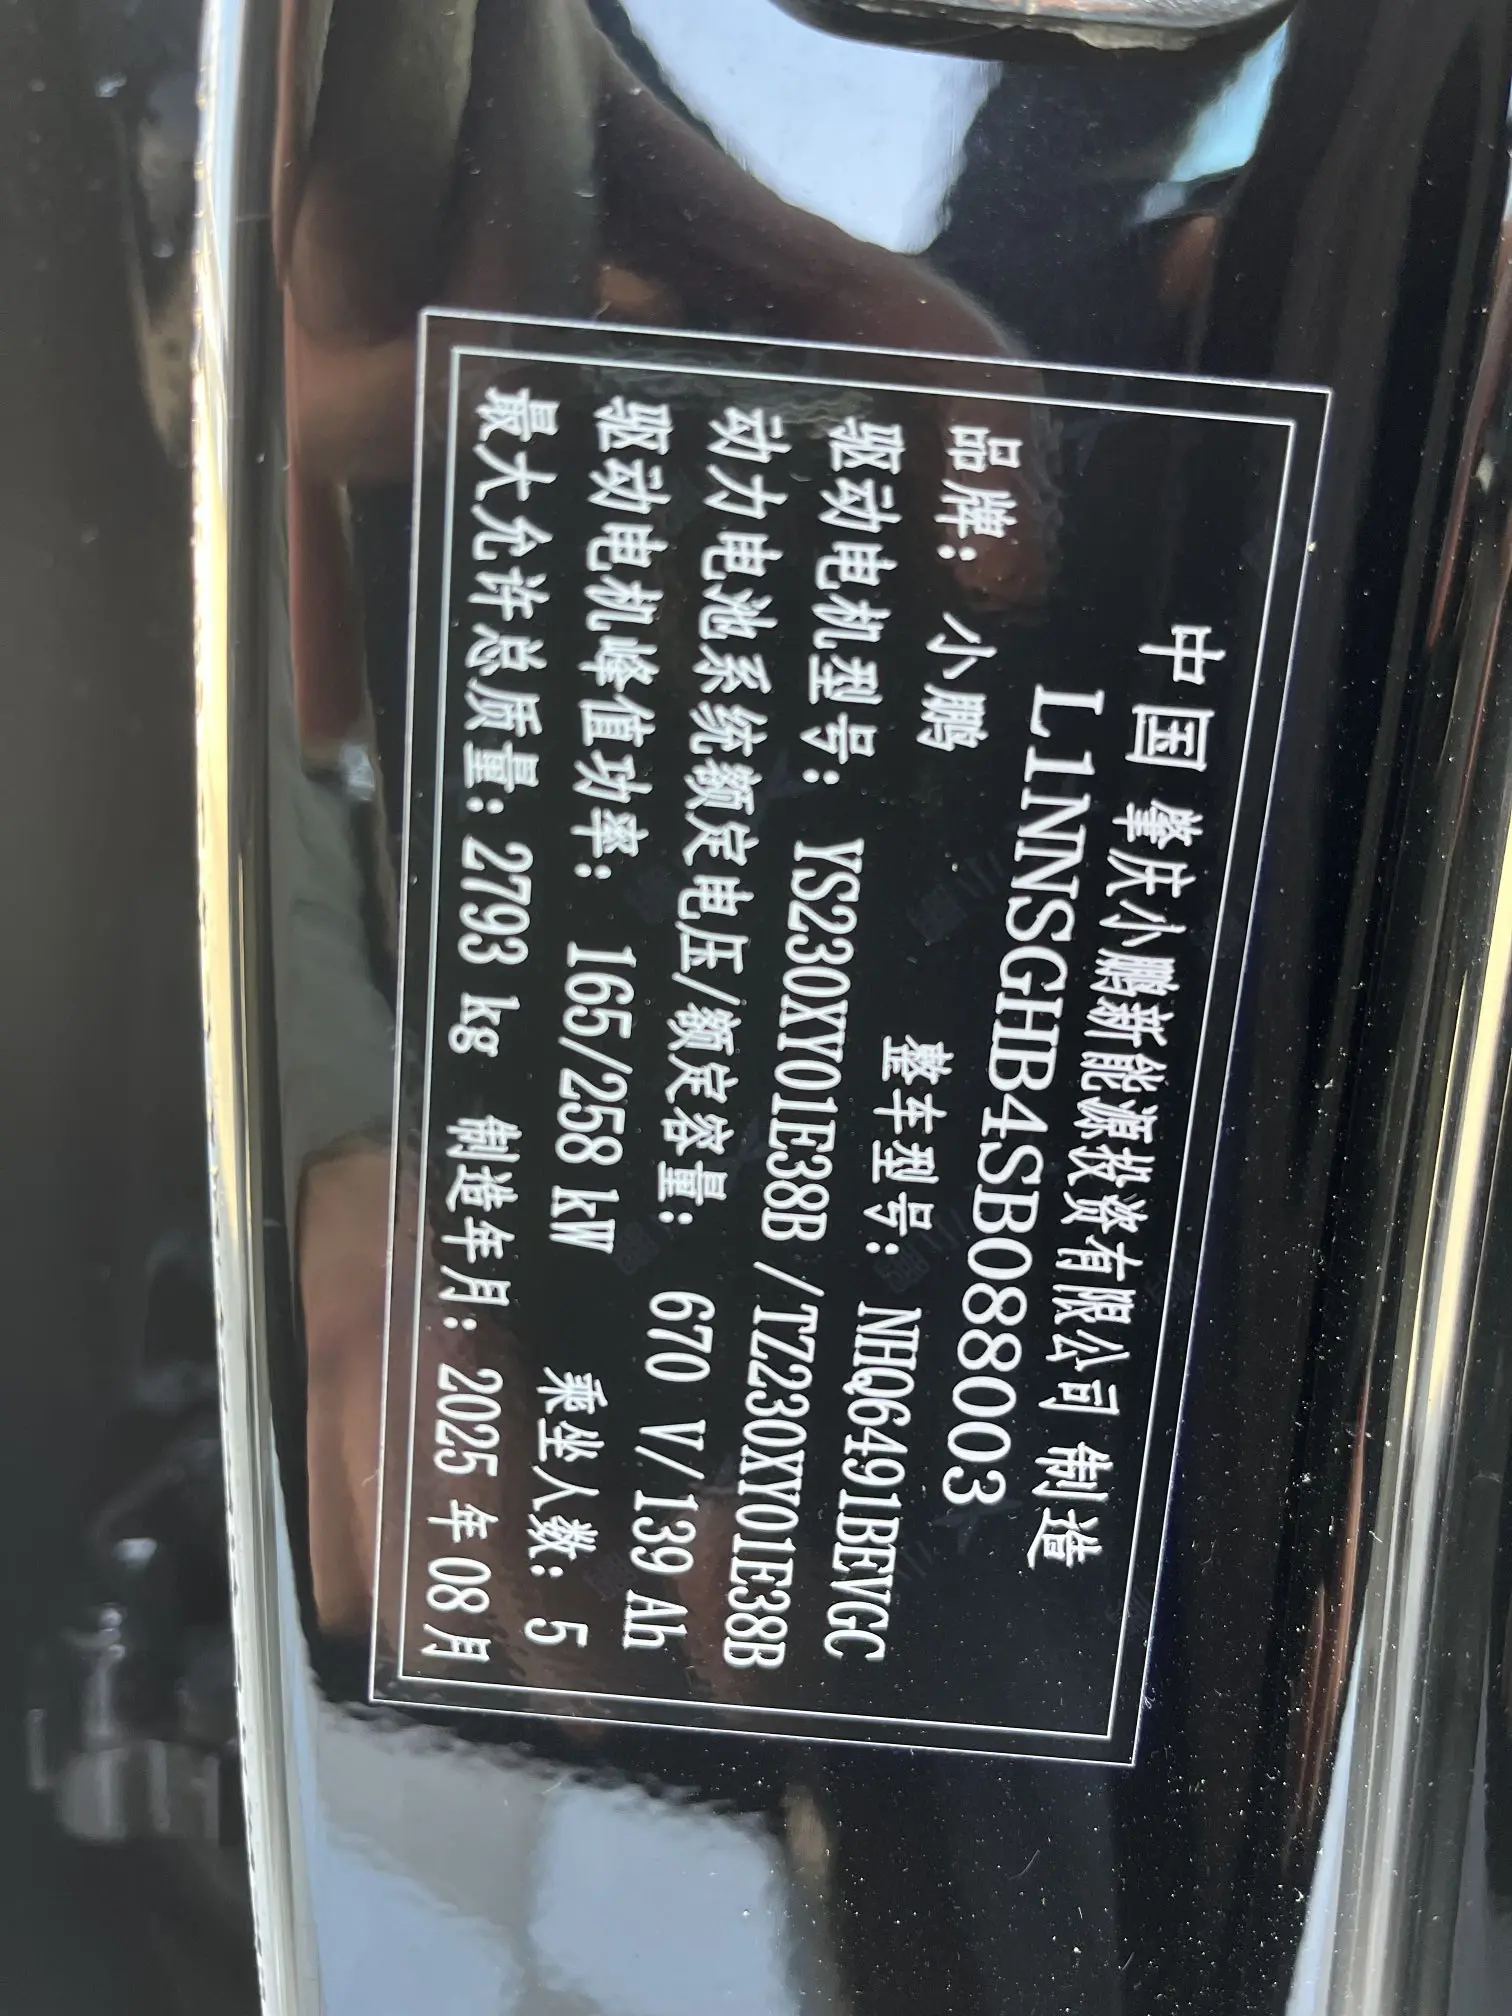 中国 肇庆小鹏新能源投资有限公司 制造
L1NNSGHB4SB088003
品牌: 小鹏 整车型号: NHQ6491BEVGC
驱动电机型号: YS230XY01E38B /TZ230XY01E38B
动力电池系统额定电压/额定容量: 670 V/139 Ah
驱动电机峰值功率: 165/258 kW 乘坐人数: 5
最大允许总质量: 2793 kg 制造年月: 2025 年 08 月